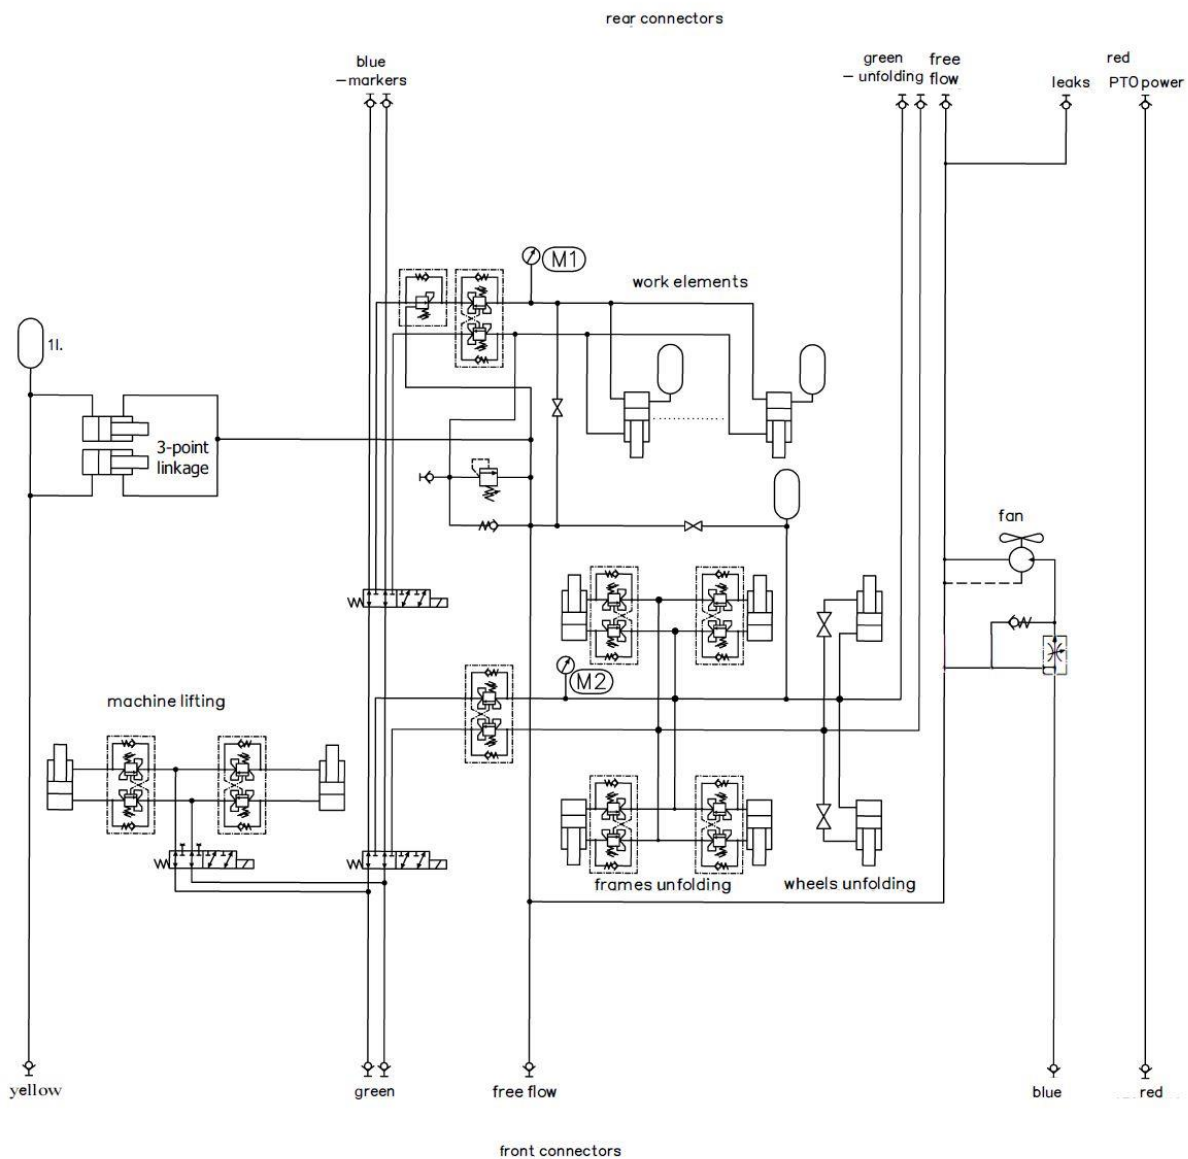 rear connectors
blue
–markers
green
– unfolding
free
flow
red
leaks
PTO power
M1
work elements
1l.
3-point
linkage
fan
M2
machine lifting
frames unfolding
wheels unfolding
yellow
green
free flow
blue
red
front connectors